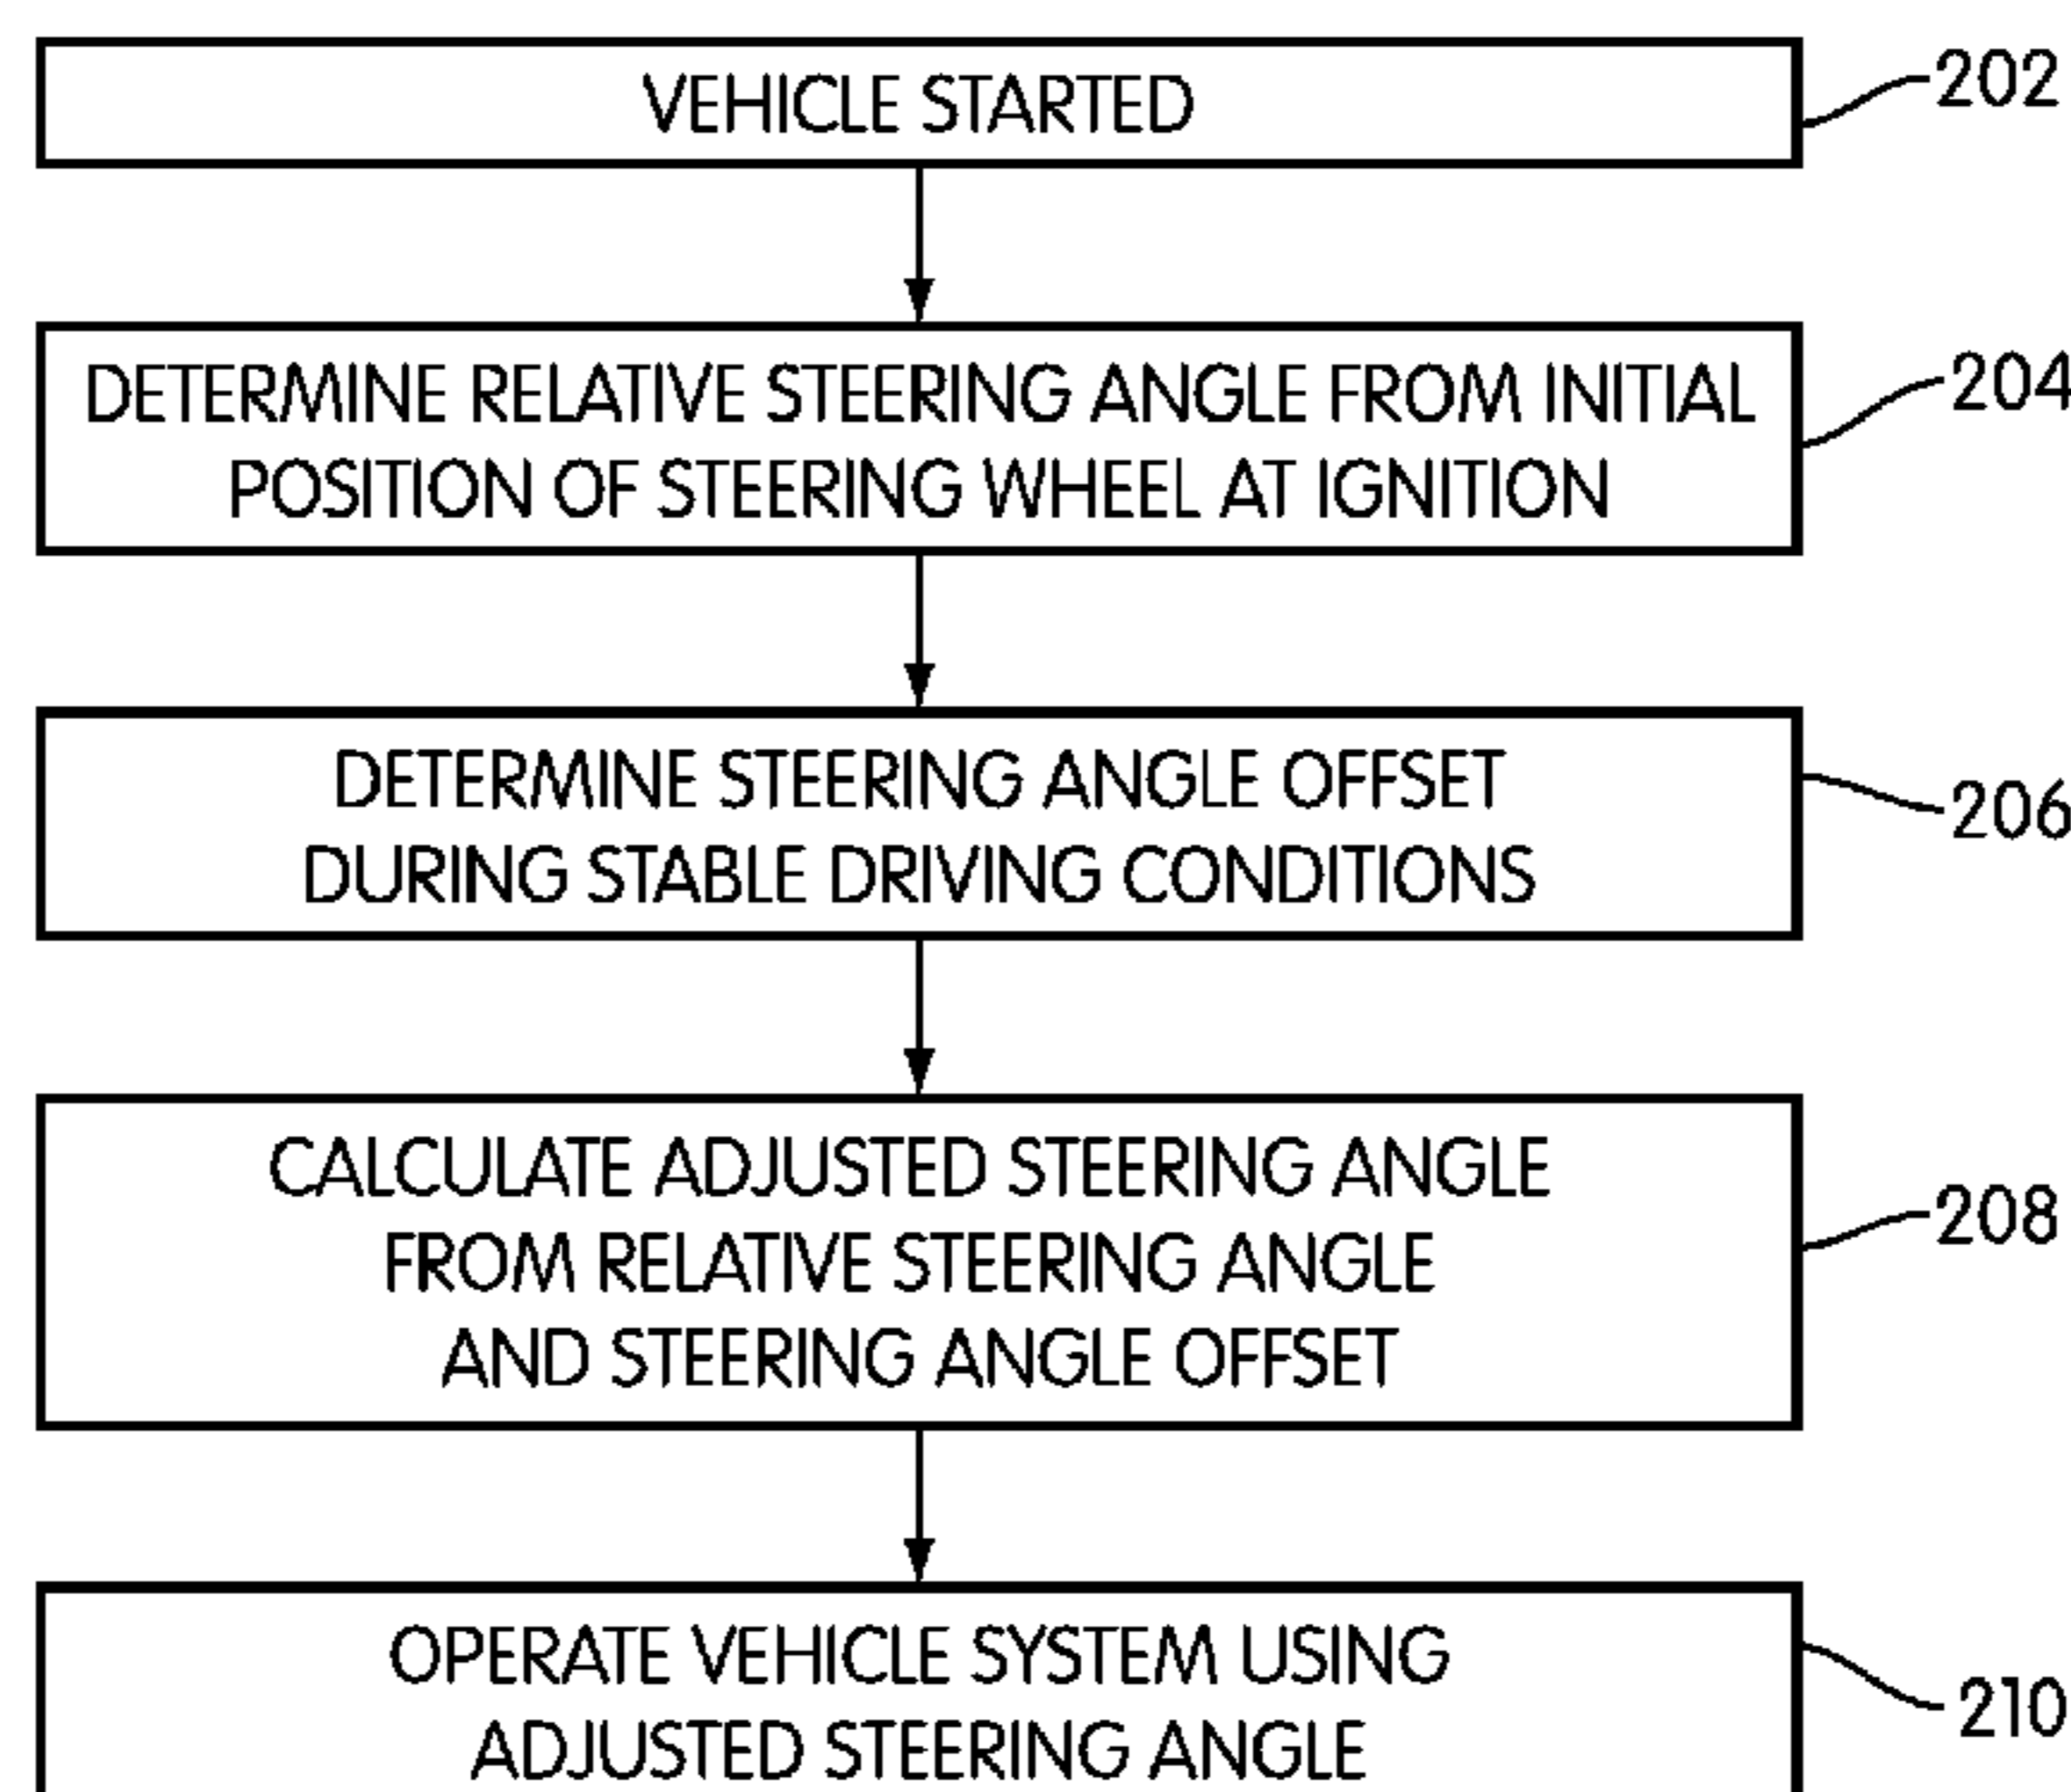 VEHICLE STARTED
202
DETERMINE RELATIVE STEERING ANGLE FROM INITIAL
POSITION OF STEERING WHEEL AT IGNITION
204
DETERMINE STEERING ANGLE OFFSET
DURING STABLE DRIVING CONDITIONS
206
CALCULATE ADJUSTED STEERING ANGLE
FROM RELATIVE STEERING ANGLE
AND STEERING ANGLE OFFSET
208
OPERATE VEHICLE SYSTEM USING
ADJUSTED STEERING ANGLE
210